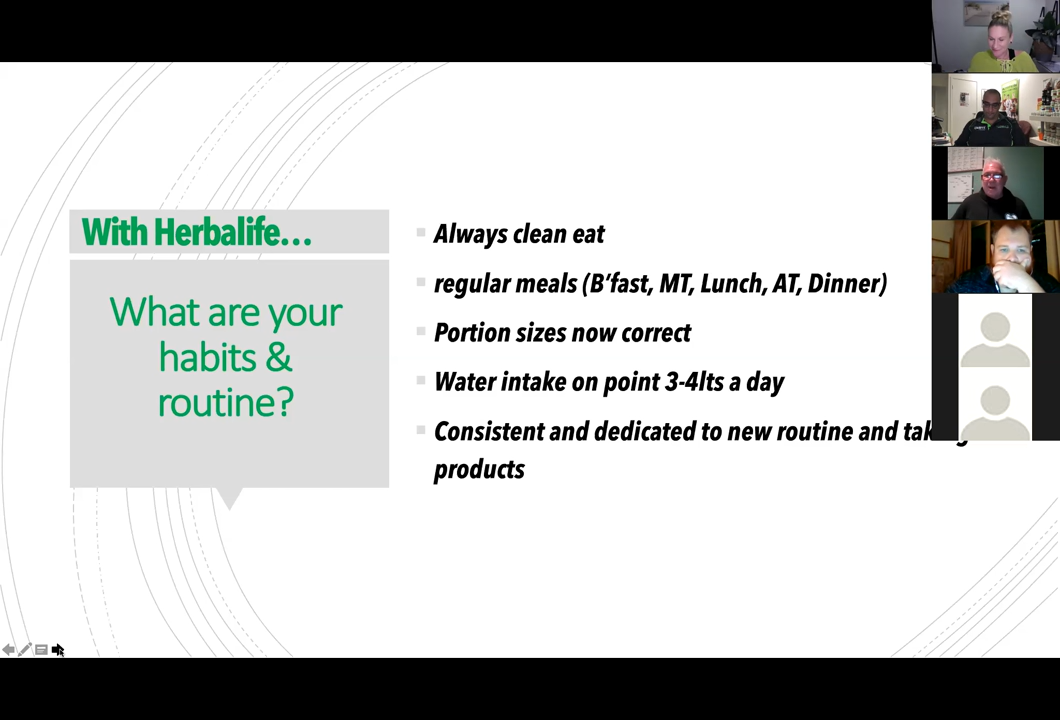 With Herbalife...
What are your
habits &
routine?
Always clean eat
regular meals (B'fast, MT, Lunch, AT, Dinner)
Portion sizes now correct
Water intake on point 3-4lts a day
Consistent and dedicated to new routine and
products